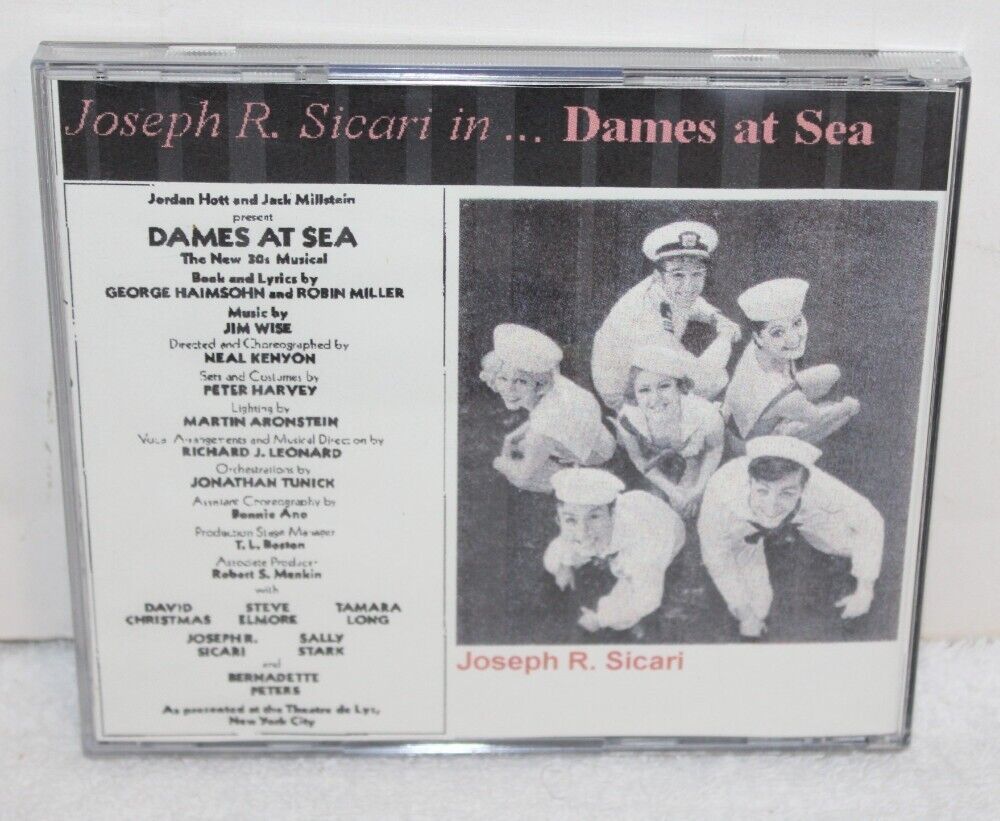 Joseph R. Sicari in ... Dames at Sea
Jordan Hott and Jack Millstein
present
DAMES AT SEA
The New 30s Musical
Book and Lyrics by
GEORGE HAIMSOHN and ROBIN MILLER
Music by
JIM WISE
Directed and Choreographed by
NEAL KENYON
Sets and Costumes by
PETER HARVEY
Lighting by
MARTIN ARONSTEIN
Vocal Arrangements and Musical Direction by
RICHARD J. LEONARD
Orchestrations by
JONATHAN TUNICK
Assistant Choreography by
Bonnie Ano
Production Stage Manager
T. L. Boston
Associate Producer
Robert S. Mankin
with
DAVID STEVE TAMARA
CHRISTMAS ELMORE LONG
JOSEPH R. SALLY
SICARI STARK
and
BERNADETTE
PETERS
As presented at the Theatre de Lys,
New York City
Joseph R. Sicari